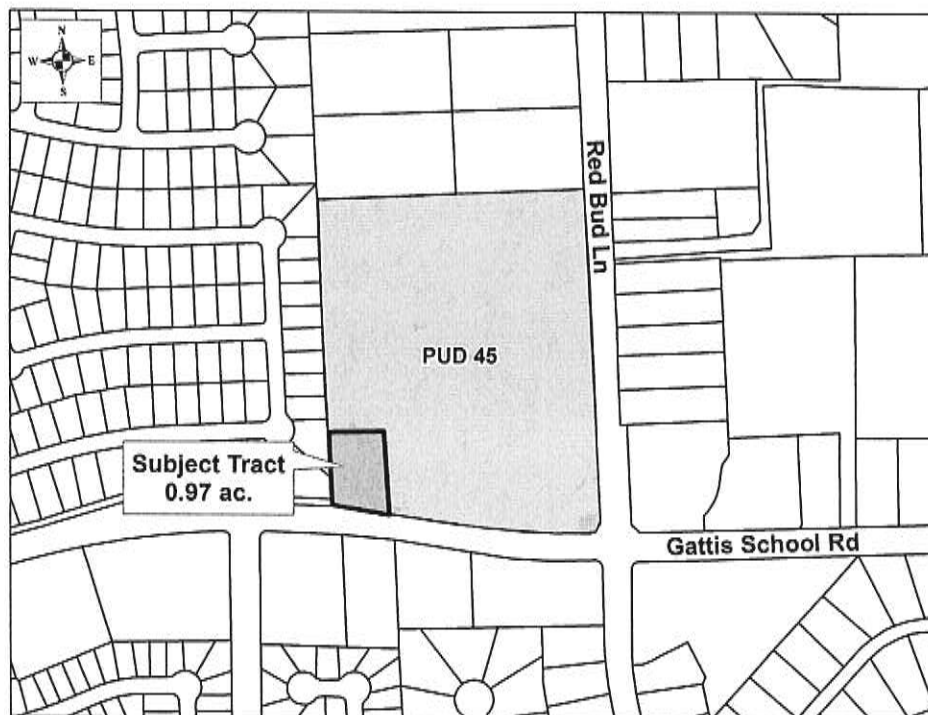 N
W E
S
Red Bud Ln
PUD 45
Subject Tract
0.97 ac.
Gattis School Rd